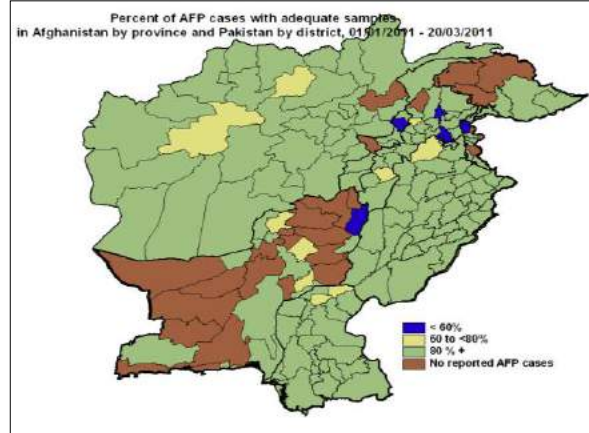 Percent of AFP cases with adequate samples
in Afghanistan by province and Pakistan by district, 01/01/2011 - 20/03/2011
< 60%
60 to <80%
80 % +
No reported AFP cases